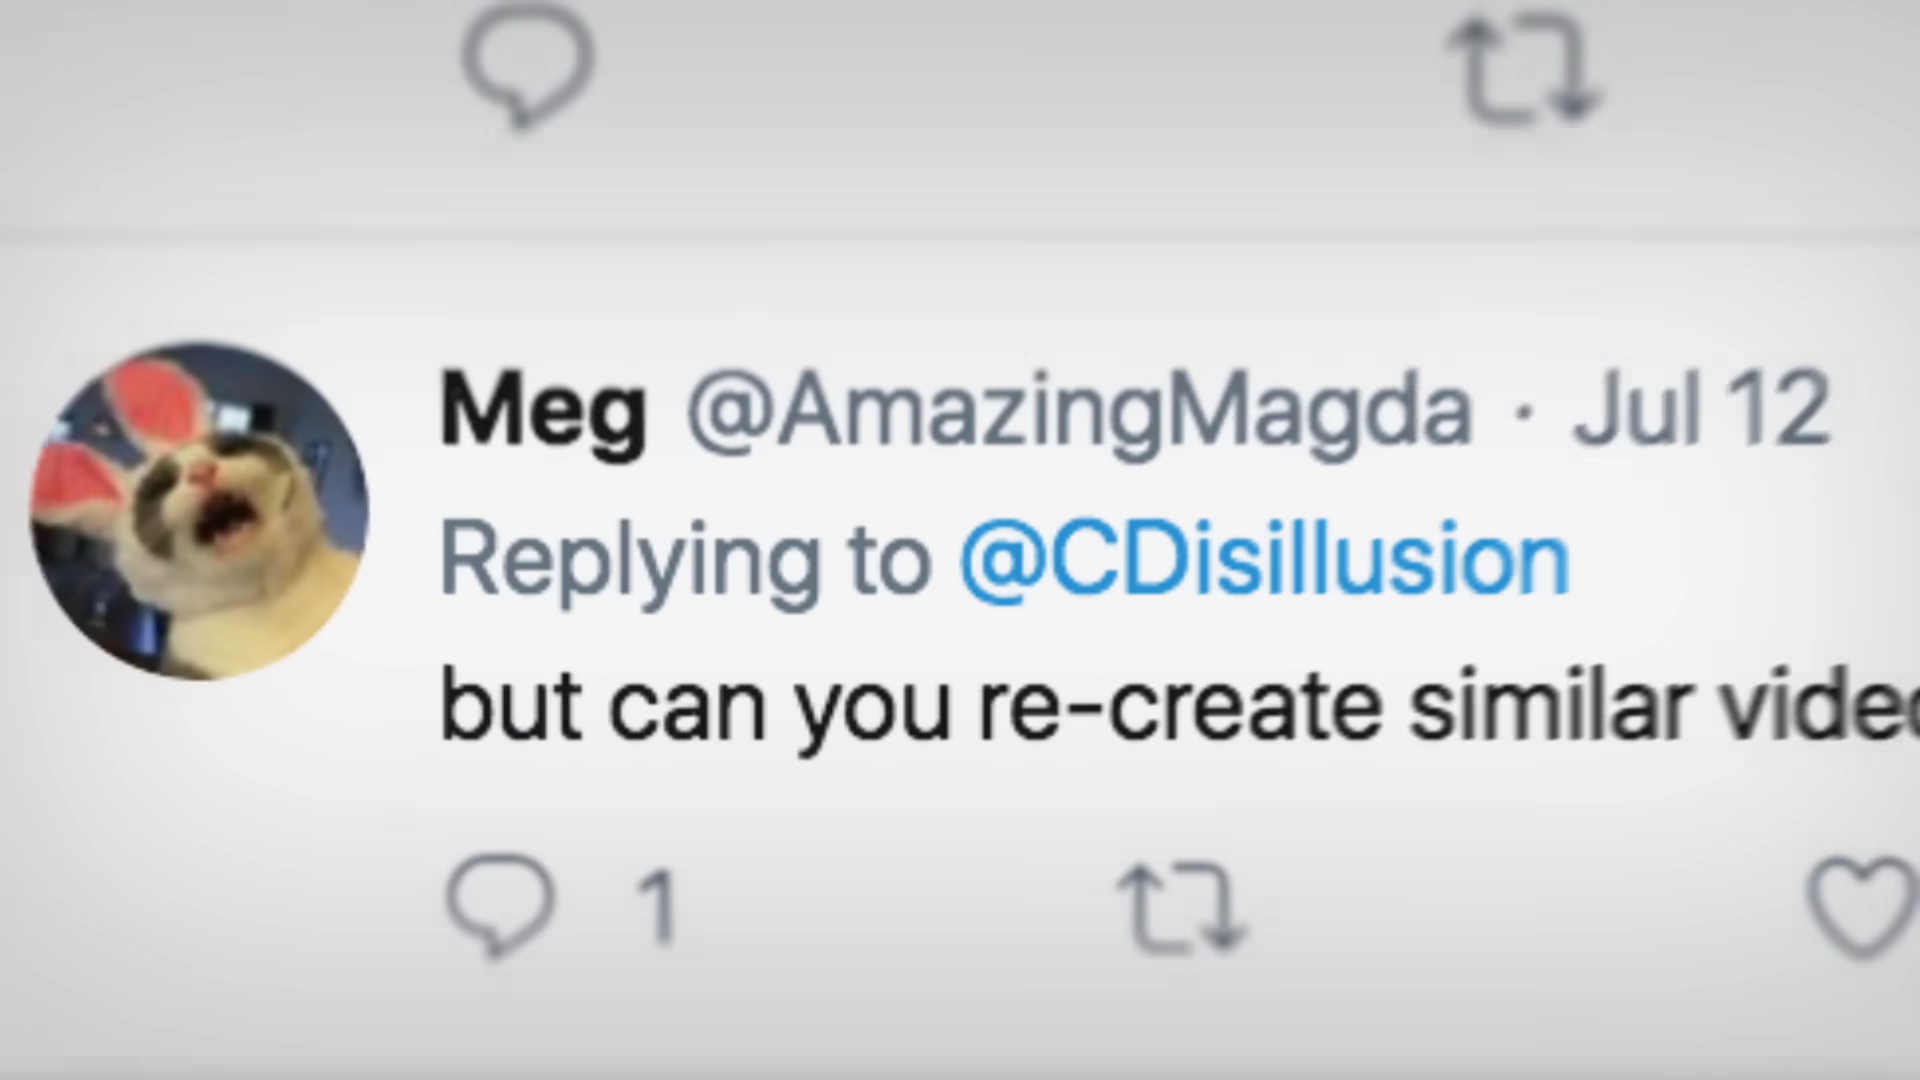 Meg @AmazingMagda · Jul 12
Replying to @CDisillusion
but can you re-create similar
1